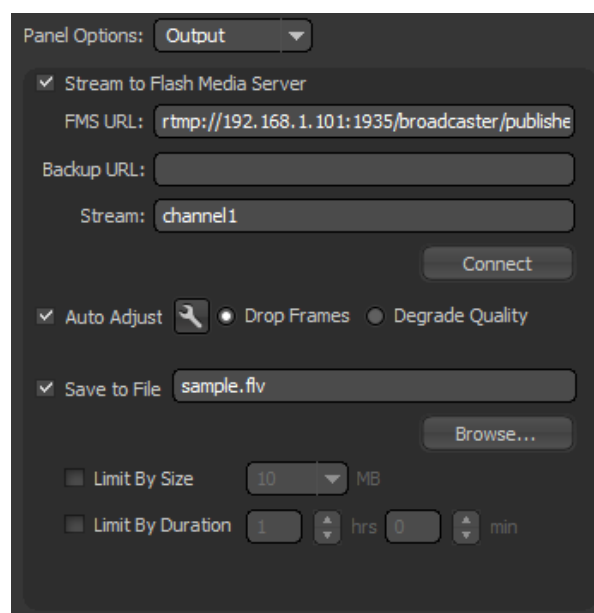 Panel Options: Output
Stream to Flash Media Server
FMS URL: rtmp://192.168.1.101:1935/broadcaster/publishe
Backup URL:
Stream: channel1
Connect
Auto Adjust Drop Frames Degrade Quality
Save to File sample.flv
Browse...
Limit By Size 10 MB
Limit By Duration 1 hrs 0 min